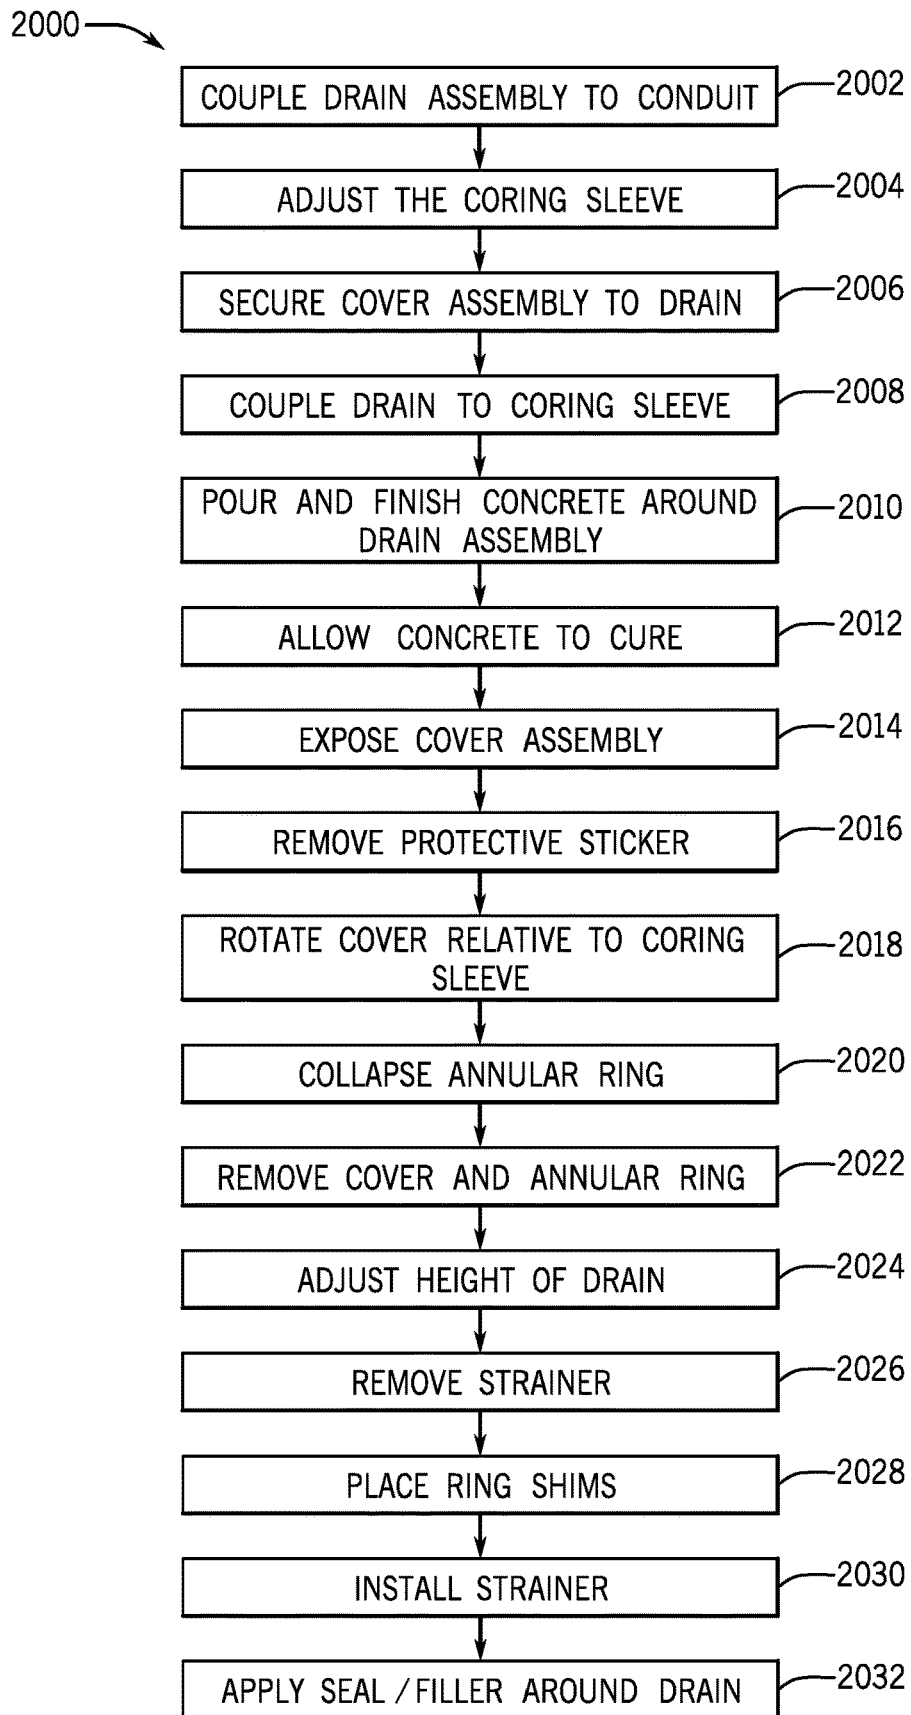 2000
COUPLE DRAIN ASSEMBLY TO CONDUIT
2002
ADJUST THE CORING SLEEVE
2004
SECURE COVER ASSEMBLY TO DRAIN
2006
COUPLE DRAIN TO CORING SLEEVE
2008
POUR AND FINISH CONCRETE AROUND
DRAIN ASSEMBLY
2010
ALLOW CONCRETE TO CURE
2012
EXPOSE COVER ASSEMBLY
2014
REMOVE PROTECTIVE STICKER
2016
ROTATE COVER RELATIVE TO CORING
SLEEVE
2018
COLLAPSE ANNULAR RING
2020
REMOVE COVER AND ANNULAR RING
2022
ADJUST HEIGHT OF DRAIN
2024
REMOVE STRAINER
2026
PLACE RING SHIMS
2028
INSTALL STRAINER
2030
APPLY SEAL/FILLER AROUND DRAIN
2032